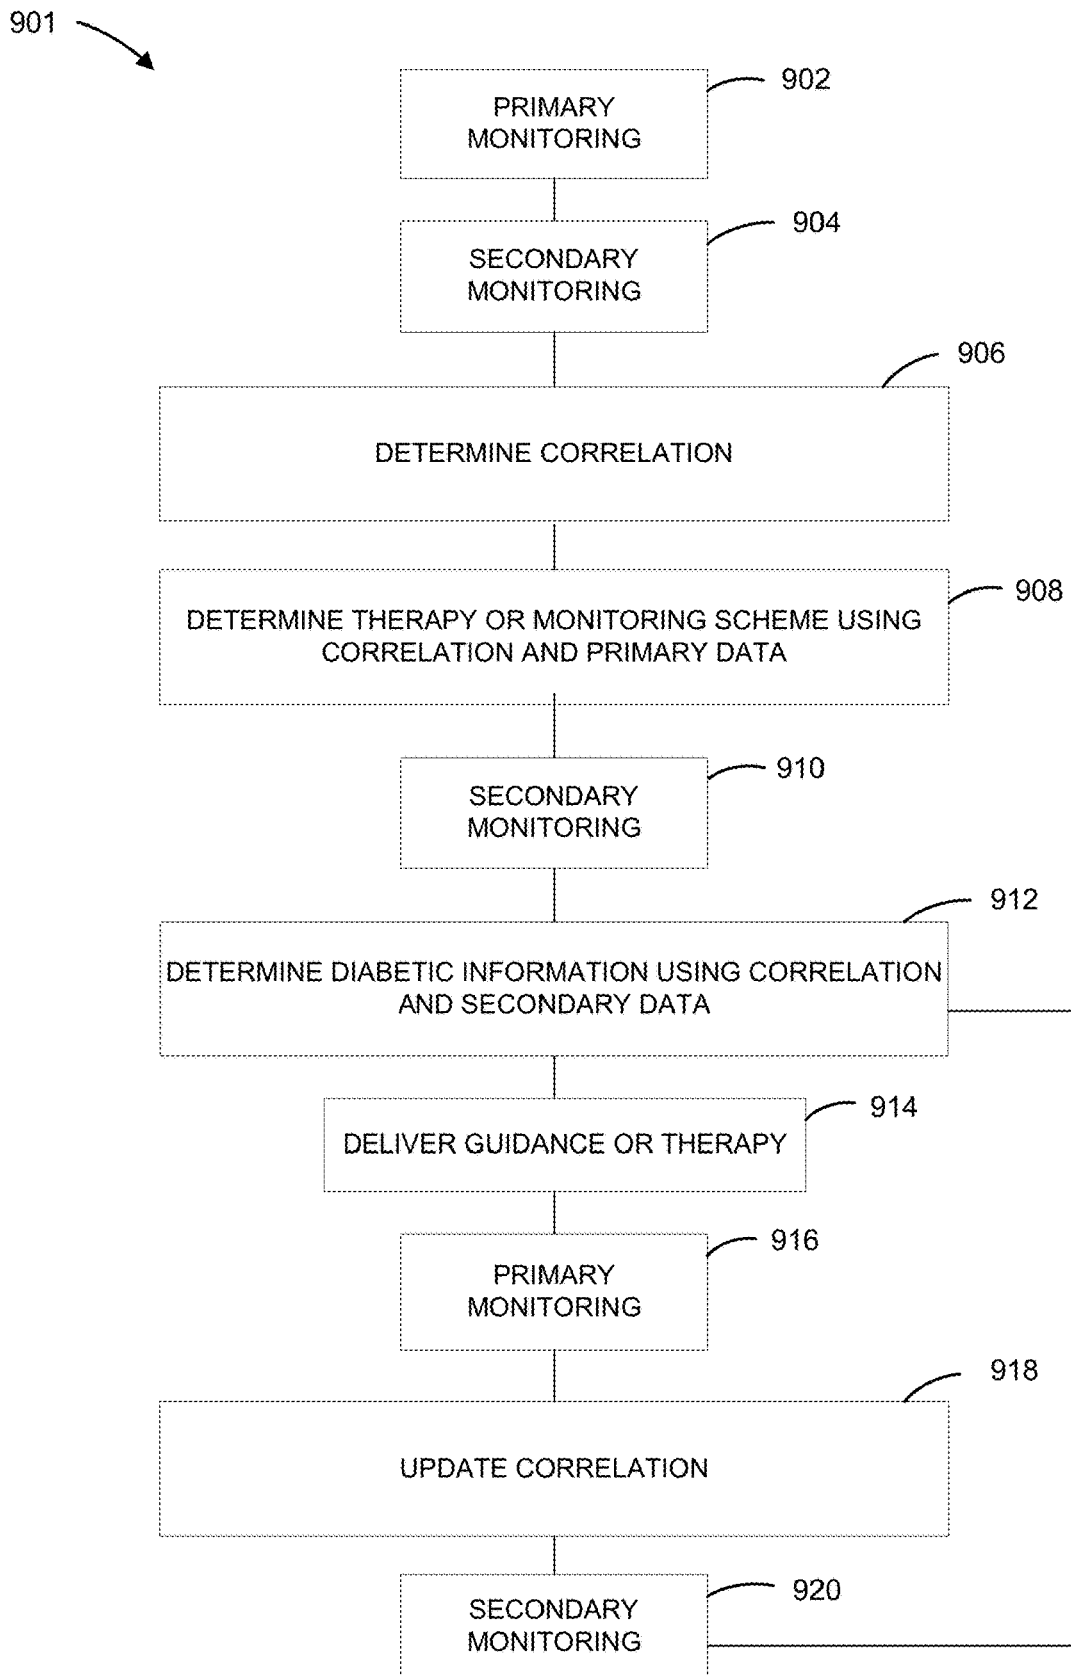 901
902
PRIMARY
MONITORING
904
SECONDARY
MONITORING
906
DETERMINE CORRELATION
908
DETERMINE THERAPY OR MONITORING SCHEME USING
CORRELATION AND PRIMARY DATA
910
SECONDARY
MONITORING
912
DETERMINE DIABETIC INFORMATION USING CORRELATION
AND SECONDARY DATA
914
DELIVER GUIDANCE OR THERAPY
916
PRIMARY
MONITORING
918
UPDATE CORRELATION
920
SECONDARY
MONITORING